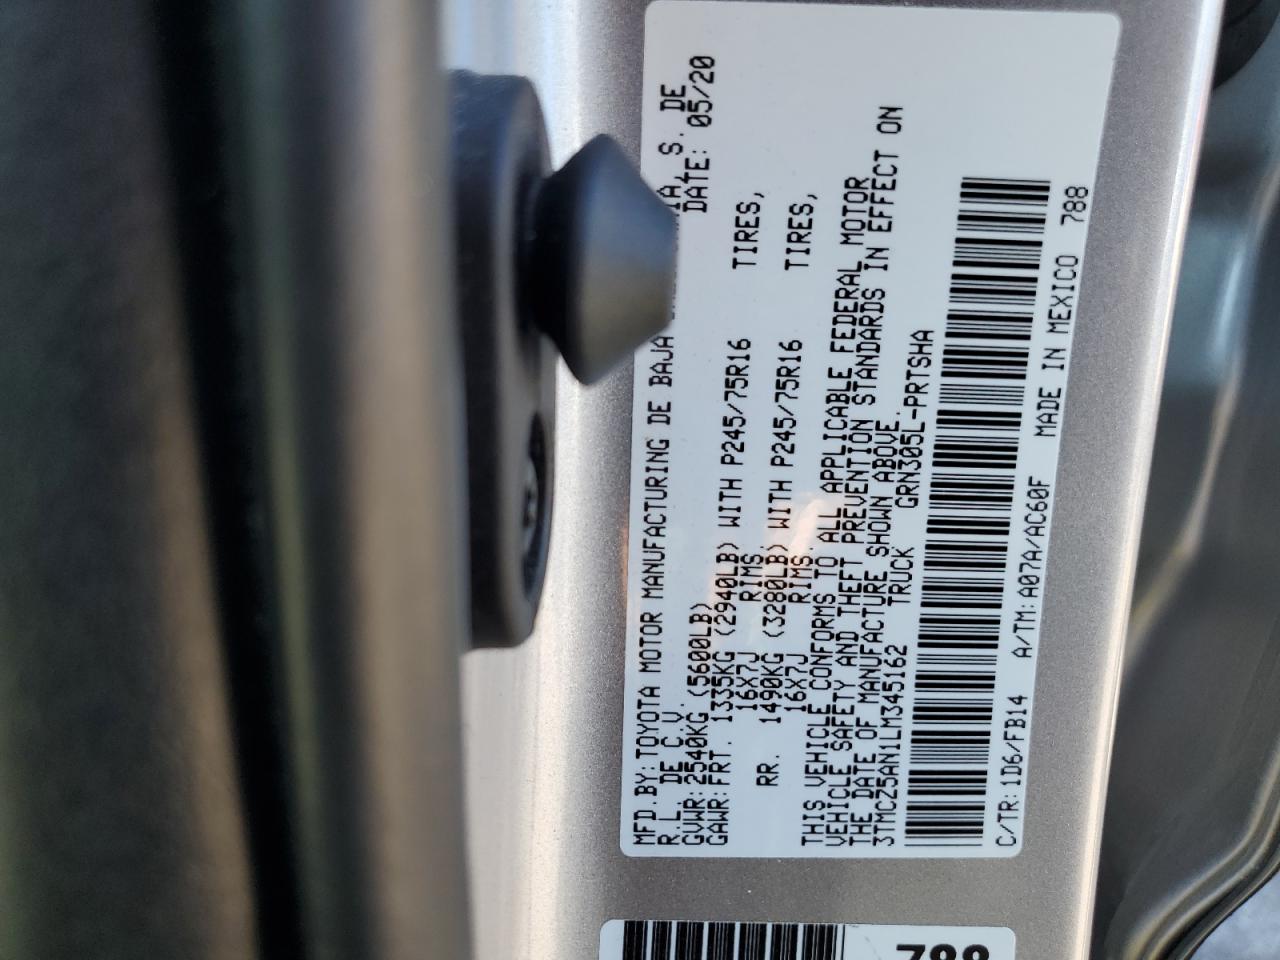 MFD.BY:TOYOTA MOTOR MANUFACTURING DE BAJA S. DE
R.L. DE C.V. DATE: 05/20
GVWR:2540KG (5600LB)
GAWR:FRT. 1335KG (2940LB) WITH P245/75R16 TIRES,
16X7J RIMS.
RR. 1490KG (3280LB) WITH P245/75R16 TIRES,
16X7J RIMS.
THIS VEHICLE CONFORMS TO ALL APPLICABLE FEDERAL MOTOR
VEHICLE SAFETY AND THEFT PREVENTION STANDARDS IN EFFECT ON
THE DATE OF MANUFACTURE SHOWN ABOVE.
3TMCZ5AN1LM345162 TRUCK GRN305L-PRTSHA
C/TR:1D6/FB14 A/TM:A07A/AC60F MADE IN MEXICO 788
788